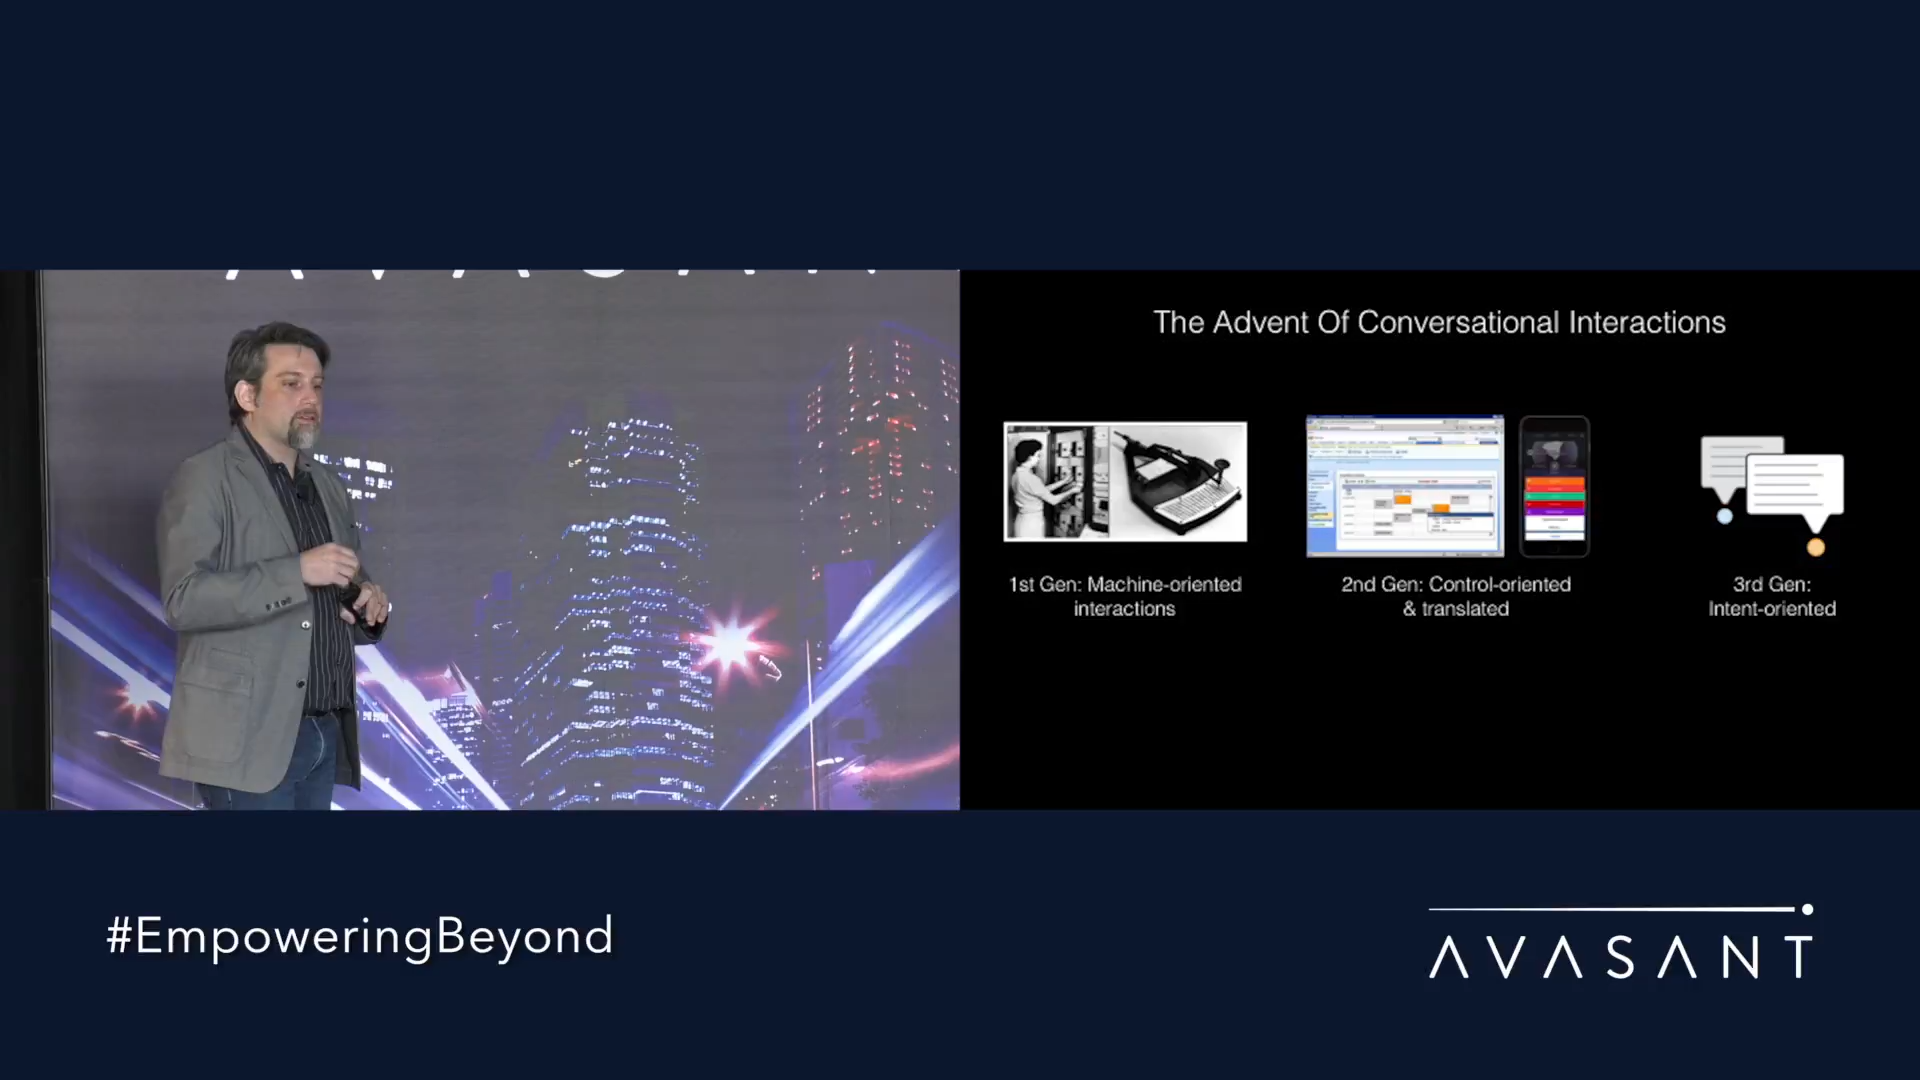 The Advent Of Conversational Interactions
1st Gen: Machine-oriented
interactions
2nd Gen: Control-oriented
& translated
3rd Gen:
Intent-oriented
#EmpoweringBeyond
AVASANT